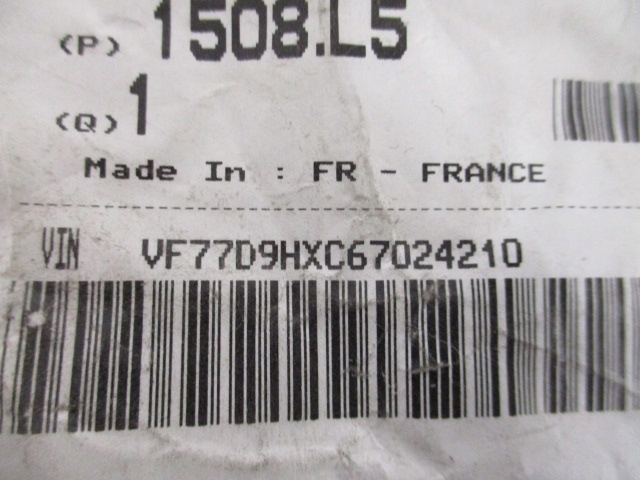 (P) 1508.L5
(Q) 1
Made In : FR - FRANCE
VIN VF77D9HXC67024210